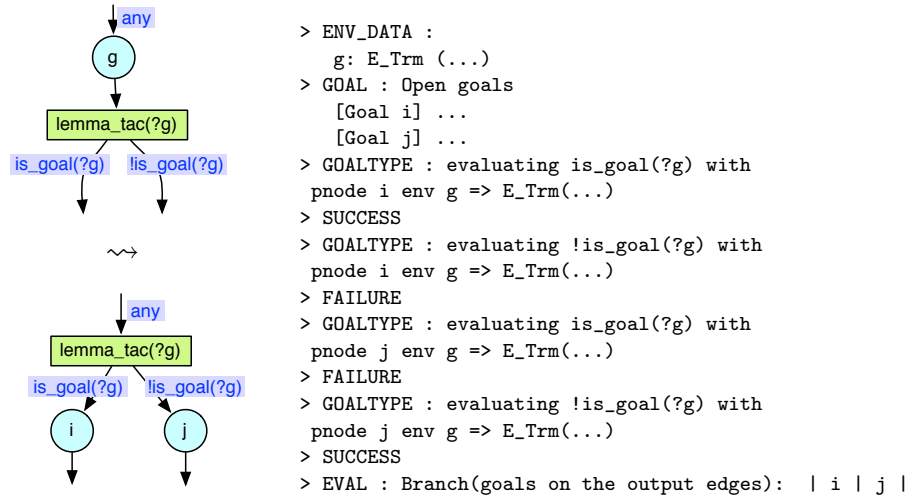 any
g
lemma_tac(?g)
is_goal(?g) !is_goal(?g)
any
lemma_tac(?g)
is_goal(?g) !is_goal(?g)
i j
> ENV_DATA :
g: E_Trm (...)
> GOAL : Open goals
[Goal i] ...
[Goal j] ...
> GOALTYPE : evaluating is_goal(?g) with
pnode i env g => E_Trm(...)
> SUCCESS
> GOALTYPE : evaluating !is_goal(?g) with
pnode i env g => E_Trm(...)
> FAILURE
> GOALTYPE : evaluating is_goal(?g) with
pnode j env g => E_Trm(...)
> FAILURE
> GOALTYPE : evaluating !is_goal(?g) with
pnode j env g => E_Trm(...)
> SUCCESS
> EVAL : Branch(goals on the output edges): | i | j |